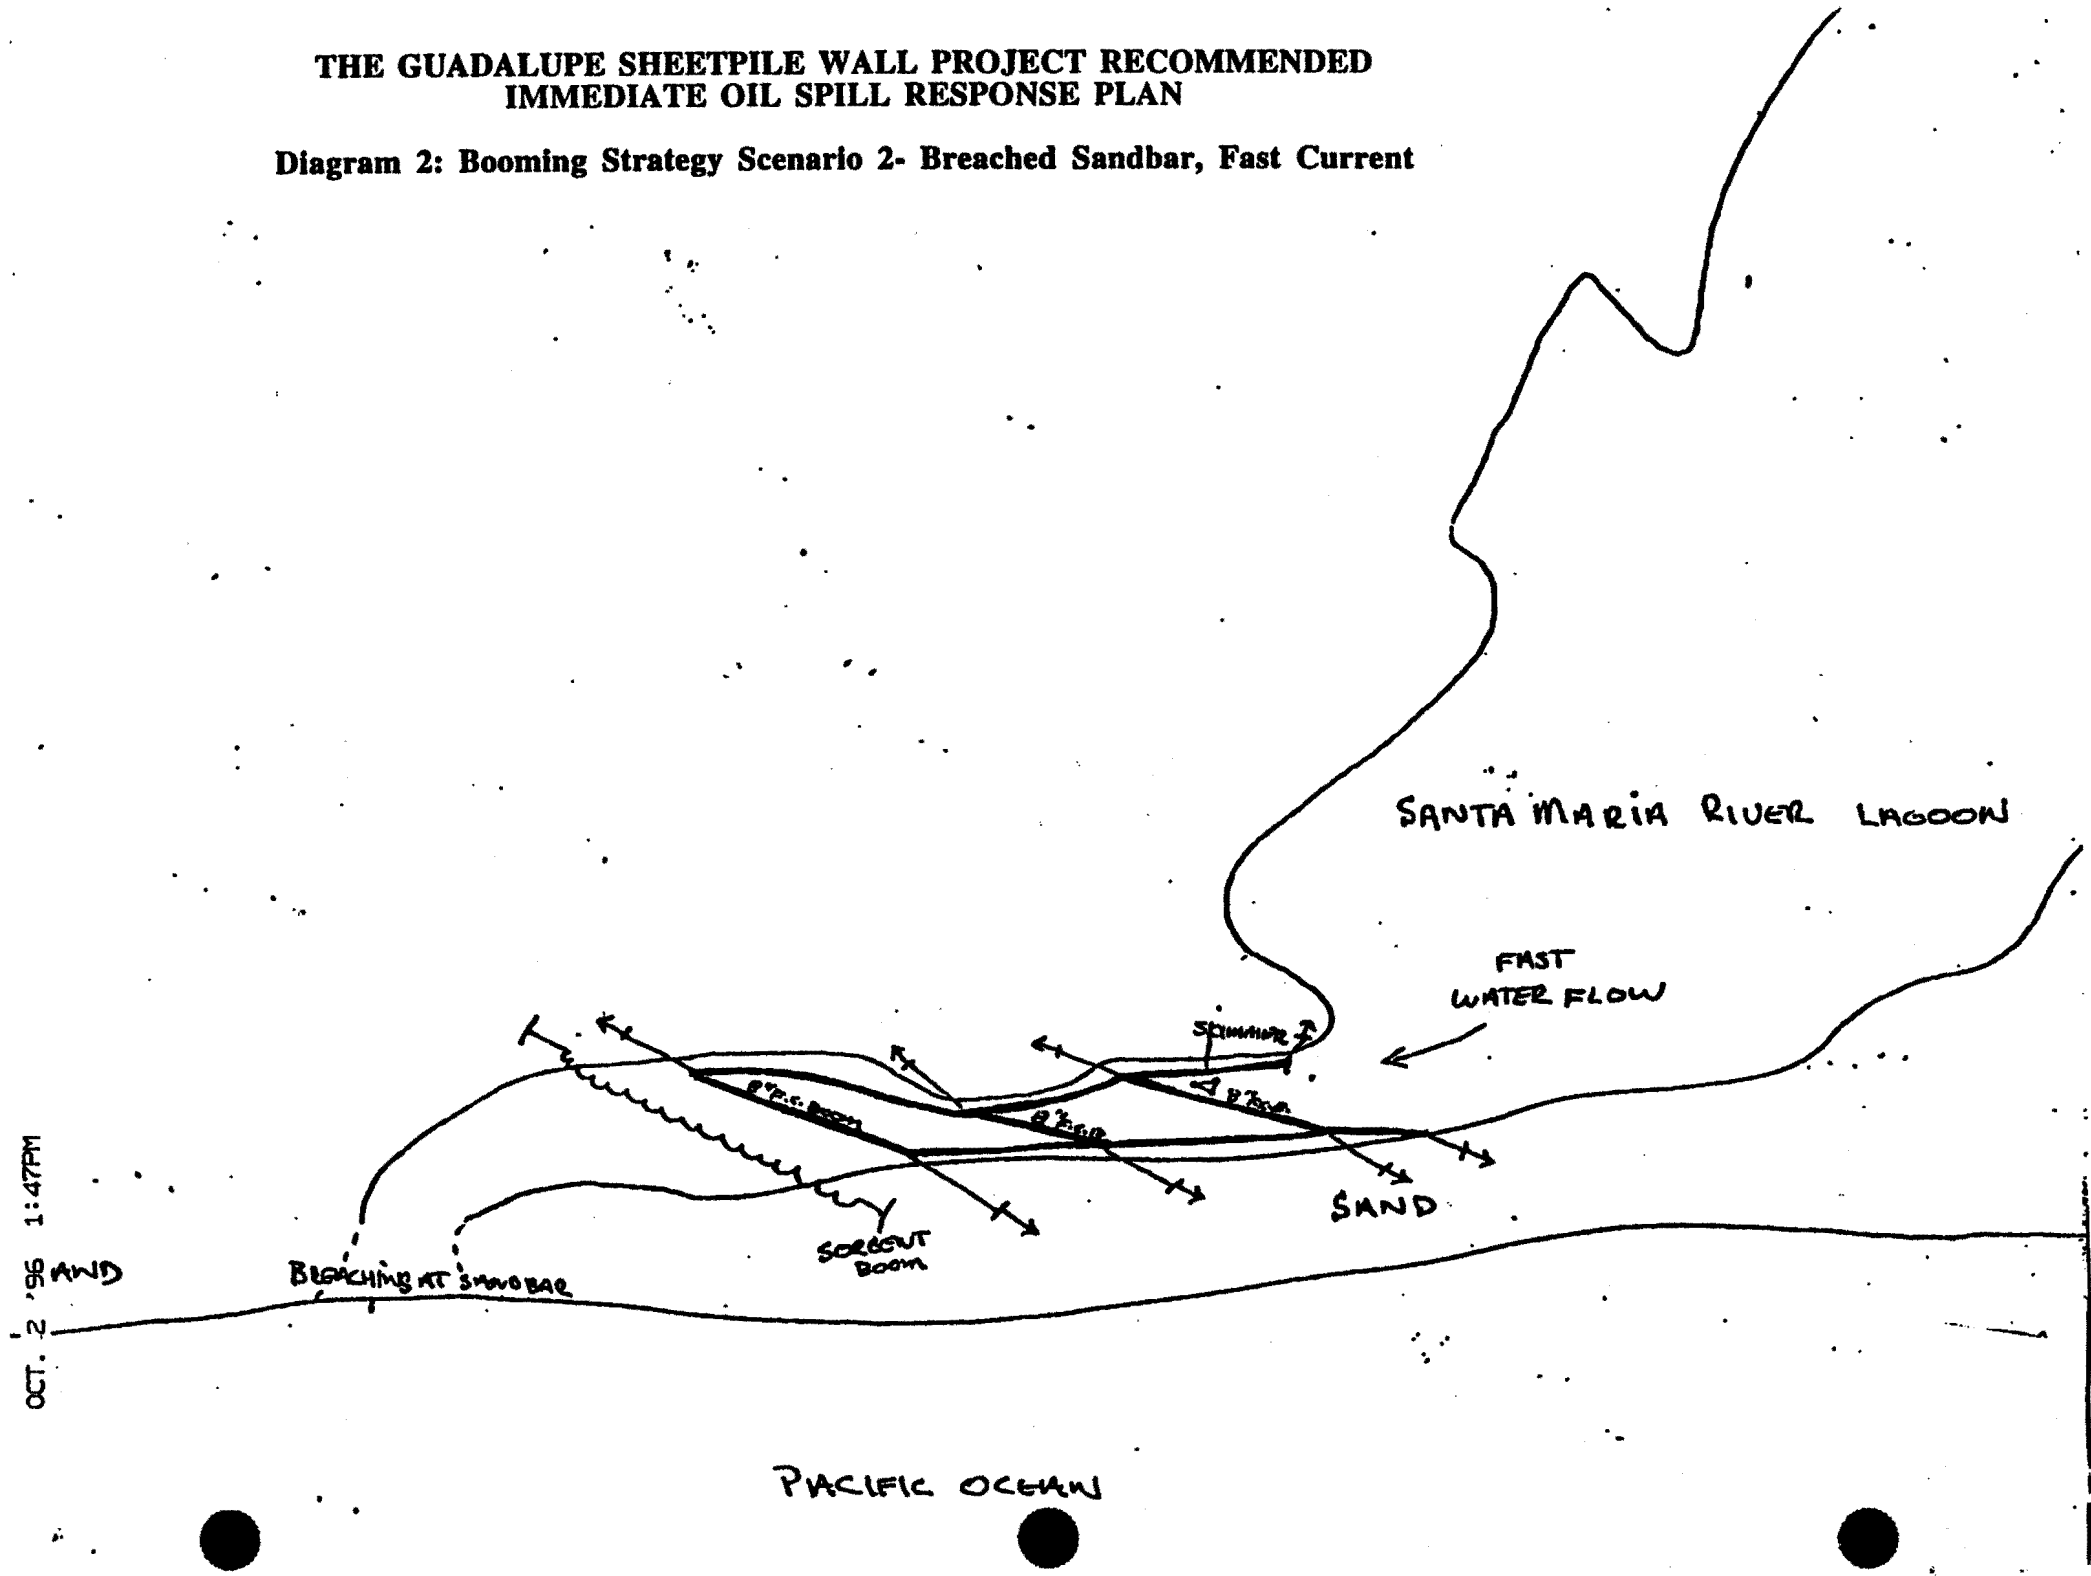 THE GUADALUPE SHEETPILE WALL PROJECT RECOMMENDED
IMMEDIATE OIL SPILL RESPONSE PLAN
Diagram 2: Booming Strategy Scenario 2- Breached Sandbar, Fast Current
SANTA MARIA RIVER LAGOON
FAST
WATER FLOW
SKIMMER
8" F.C. BOOM
SAND
SORBENT
BOOM
BREACHING AT SANDBAR
AND
OCT. 2 '96 1:47PM
PACIFIC OCEAN